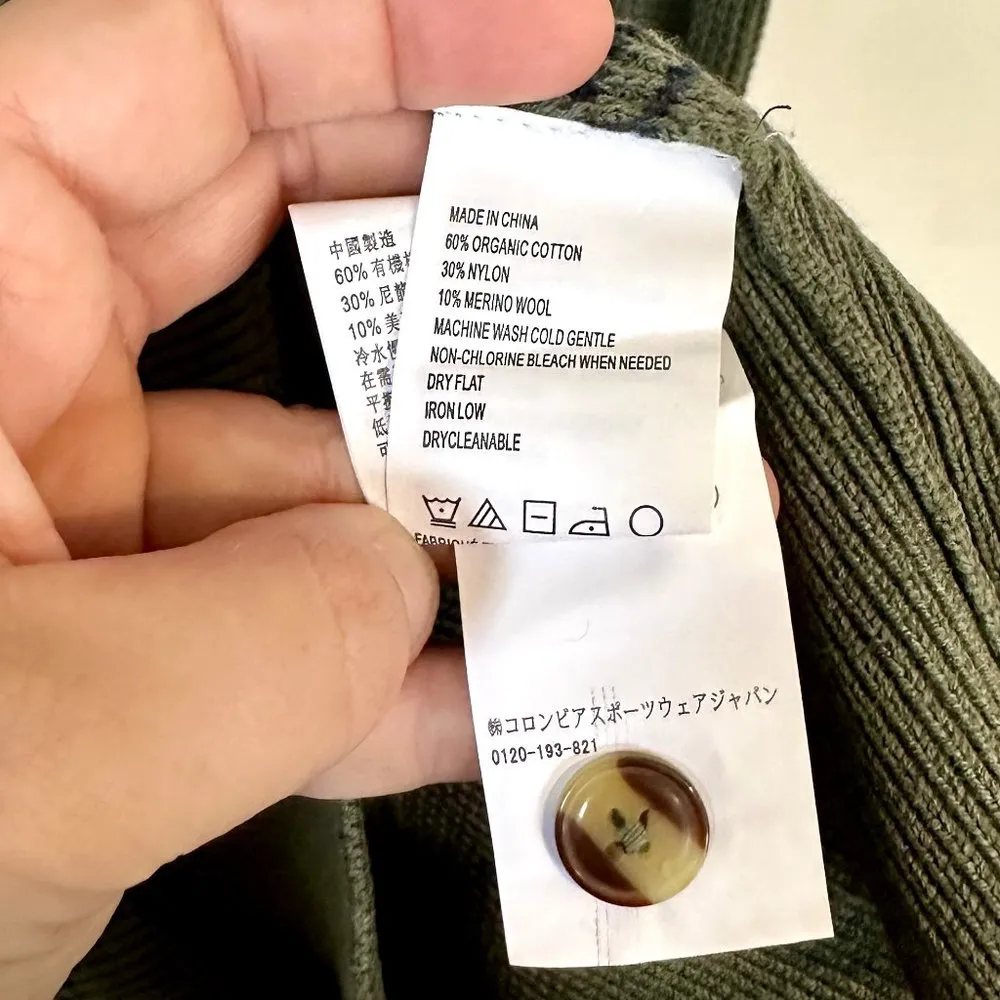 MADE IN CHINA
60% ORGANIC COTTON
30% NYLON
10% MERINO WOOL
MACHINE WASH COLD GENTLE
NON-CHLORINE BLEACH WHEN NEEDED
DRY FLAT
IRON LOW
DRYCLEANABLE
中國製造
60% 有機
30% 尼
10% 美
冷水
在需
平
低
可
㈱コロンビアスポーツウェアジャパン
0120-193-821